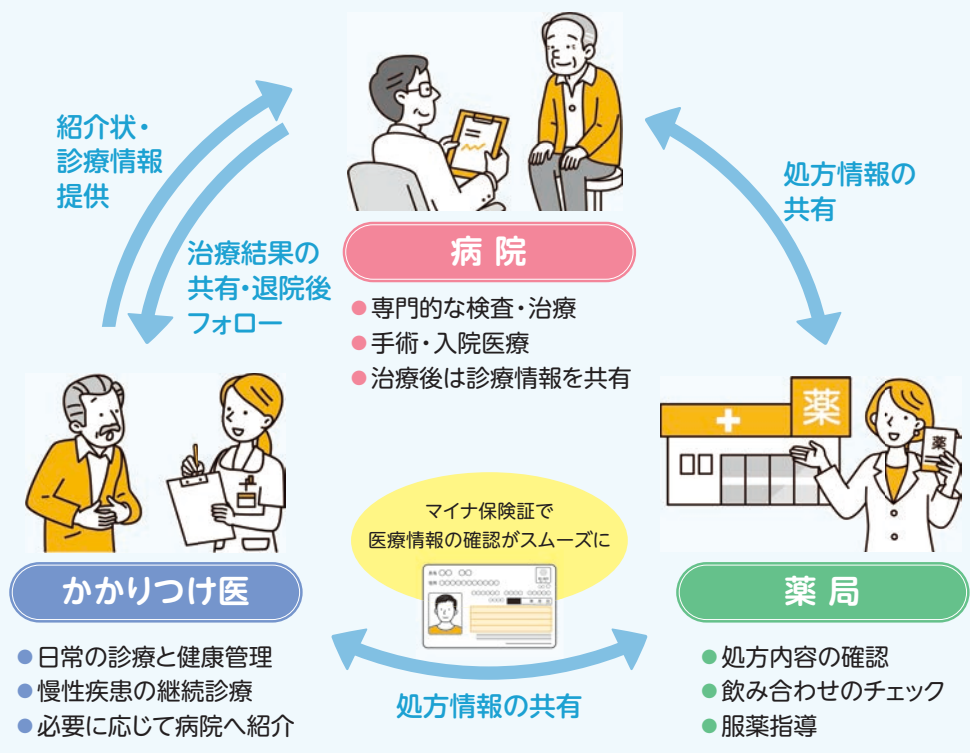 紹介状・
診療情報
提供
治療結果の
共有・退院後
フォロー
処方情報の
共有
病院
●専門的な検査・治療
●手術・入院医療
●治療後は診療情報を共有
薬
薬
マイナ保険証で
医療情報の確認がスムーズに
かかりつけ医
●日常の診療と健康管理
●慢性疾患の継続診療
●必要に応じて病院へ紹介
処方情報の共有
薬局
●処方内容の確認
●飲み合わせのチェック
●服薬指導